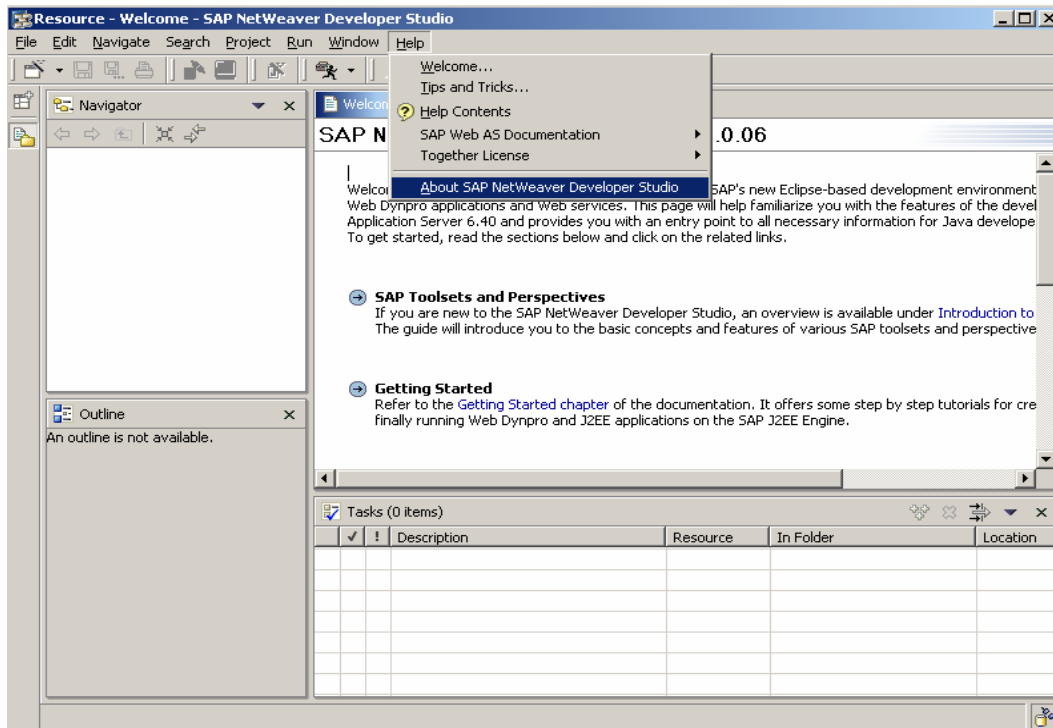 Resource - Welcome - SAP NetWeaver Developer Studio
File Edit Navigate Search Project Run Window Help
Welcome...
Tips and Tricks...
Help Contents
SAP Web AS Documentation
Together License
About SAP NetWeaver Developer Studio
Navigator
Welcom
SAP N .0.06
Welco SAP's new Eclipse-based development environment
Web Dynpro applications and Web services. This page will help familiarize you with the features of the devel
Application Server 6.40 and provides you with an entry point to all necessary information for Java develope
To get started, read the sections below and click on the related links.
SAP Toolsets and Perspectives
If you are new to the SAP NetWeaver Developer Studio, an overview is available under Introduction to
The guide will introduce you to the basic concepts and features of various SAP toolsets and perspective
Getting Started
Refer to the Getting Started chapter of the documentation. It offers some step by step tutorials for cre
finally running Web Dynpro and J2EE applications on the SAP J2EE Engine.
Outline
An outline is not available.
Tasks (0 items)
! Description Resource In Folder Location